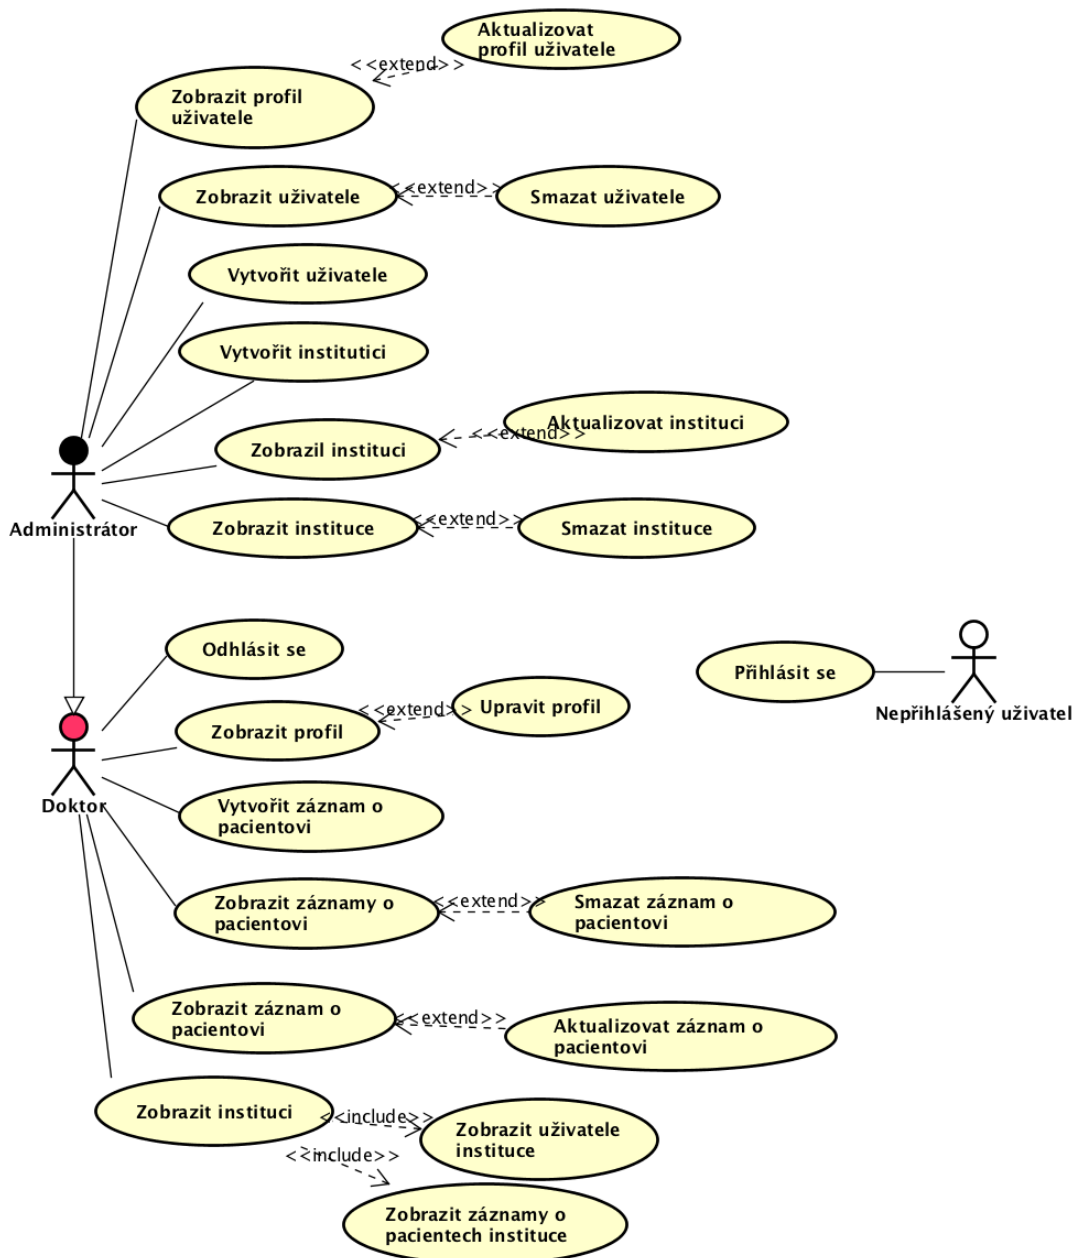 Aktualizovat
profil uživatele
<<extend>>
Zobrazit profil
uživatele
Zobrazit uživatele
<<extend>>
Smazat uživatele
Vytvořit uživatele
Vytvořit institutici
Zobrazil instituci
<<extend>>
Aktualizovat instituci
Administrátor
Zobrazit instituce
<<extend>>
Smazat instituce
Odhlásit se
Přihlásit se
Nepřihlášený uživatel
Zobrazit profil
<<extend>>
Upravit profil
Doktor
Vytvořit záznam o
pacientovi
Zobrazit záznamy o
pacientovi
<<extend>>
Smazat záznam o
pacientovi
Zobrazit záznam o
pacientovi
<<extend>>
Aktualizovat záznam o
pacientovi
Zobrazit instituci
<<include>>
Zobrazit uživatele
instituce
<<include>>
Zobrazit záznamy o
pacientech instituce